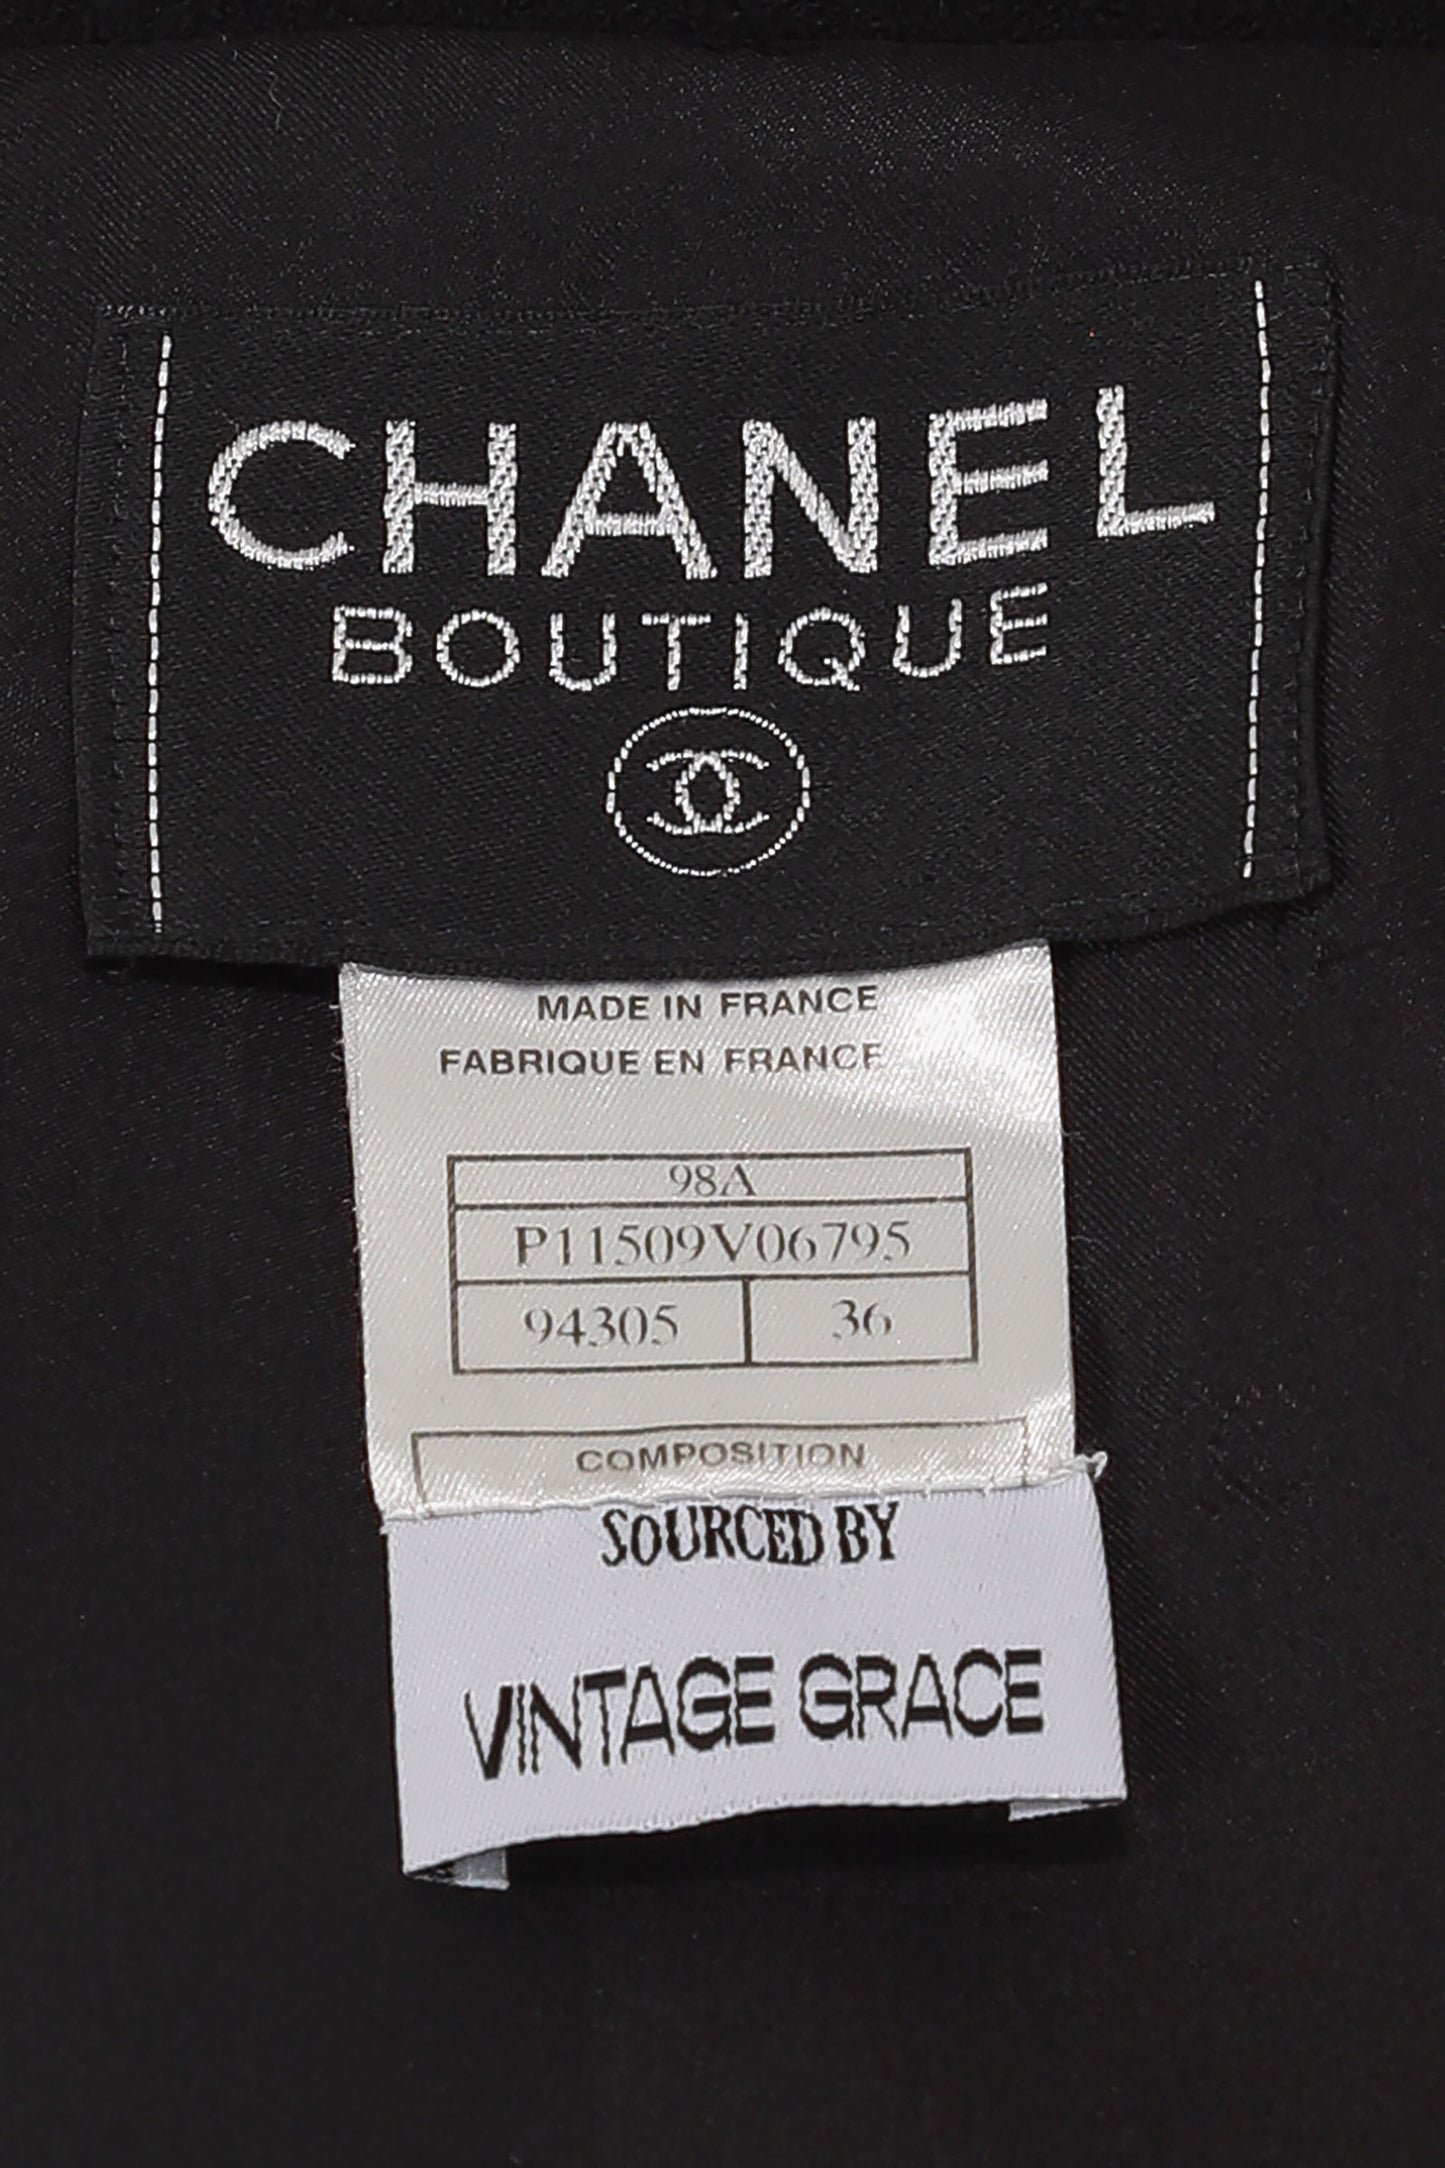 CHANEL
BOUTIQUE
MADE IN FRANCE
FABRIQUE EN FRANCE
98A
P11509V06795
94305 36
COMPOSITION
SOURCED BY
VINTAGE GRACE